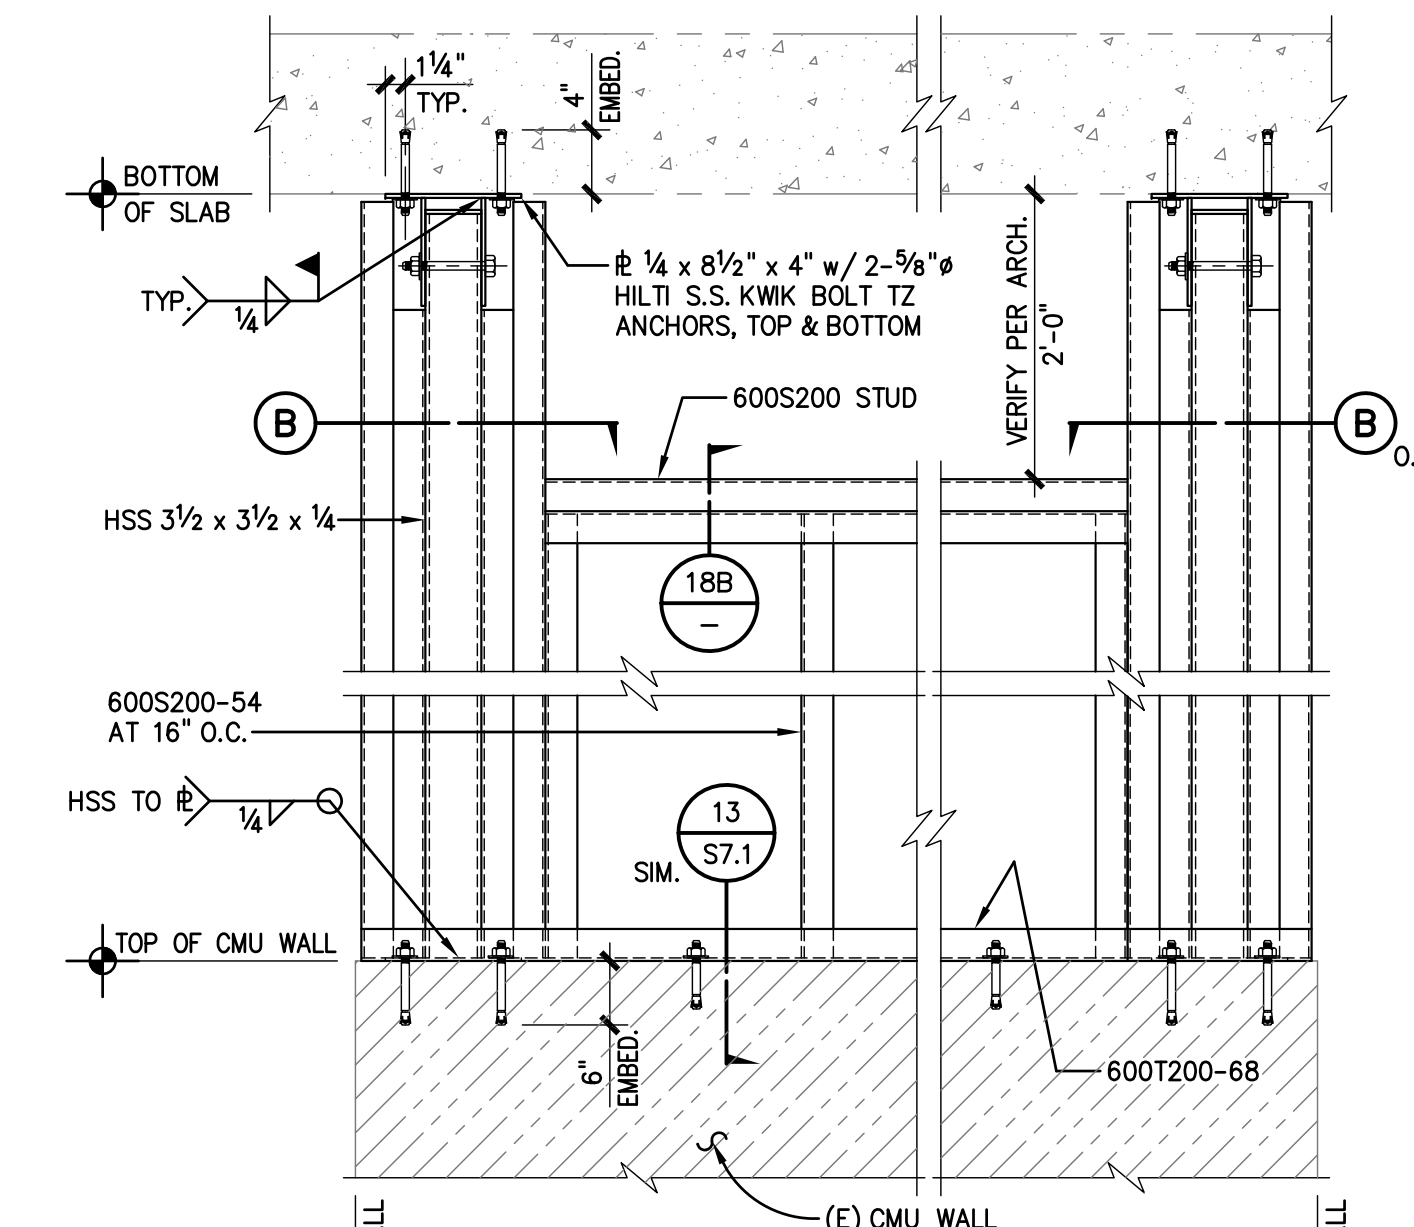 1¼"
TYP.
4"
EMBED.
BOTTOM
OF SLAB
TYP.
¼
℄ ¼ x 8½" x 4" w/ 2-⅝"ø
HILTI S.S. KWIK BOLT TZ
ANCHORS, TOP & BOTTOM
VERIFY PER ARCH.
2'-0"
600S200 STUD
B
B
O.
HSS 3½ x 3½ x ¼
18B
–
600S200-54
AT 16" O.C.
HSS TO ℄
¼
13
S7.1
SIM.
TOP OF CMU WALL
6"
EMBED.
600T200-68
(E) CMU WALL
LL
LL